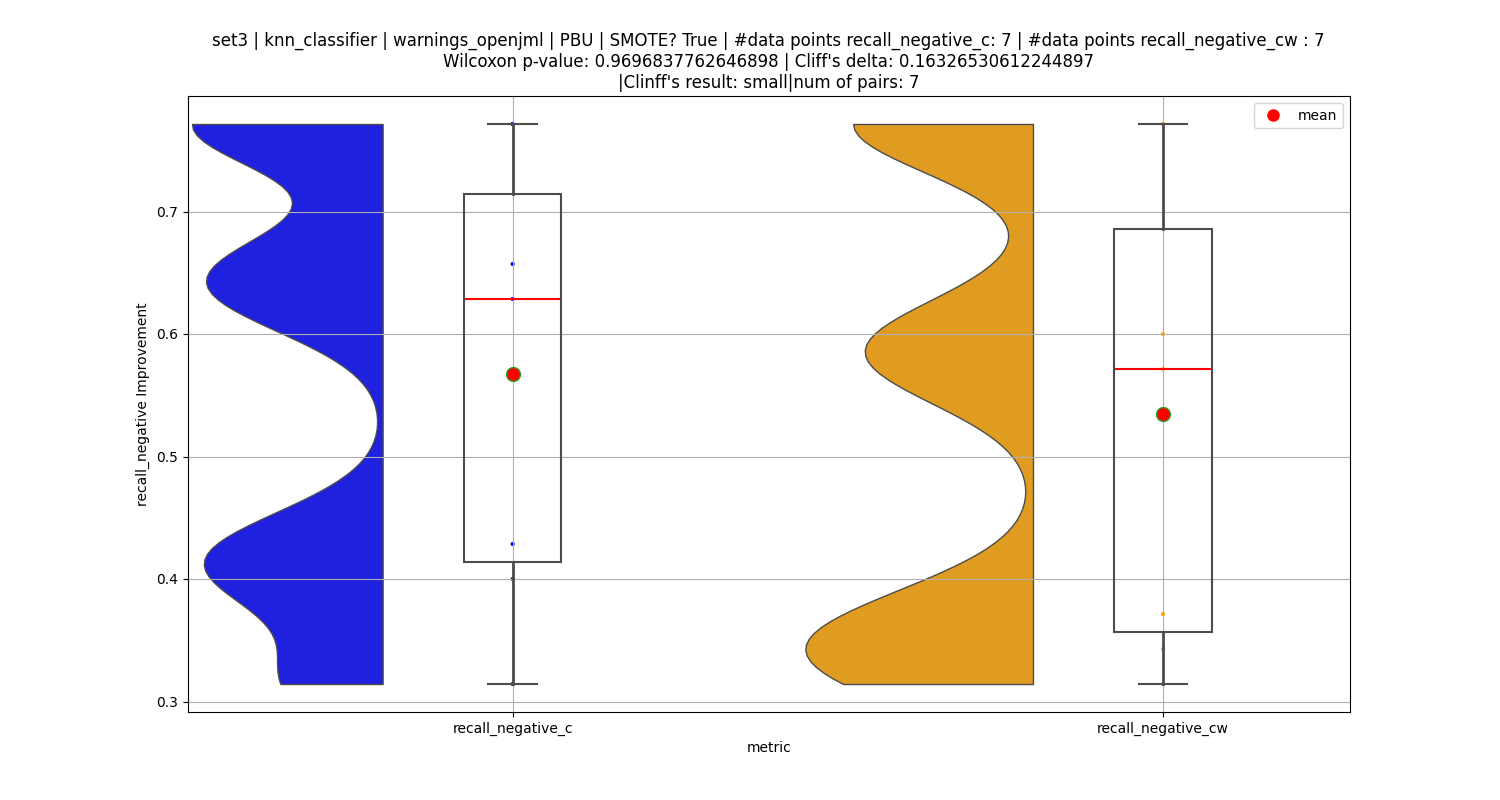 set3 | knn_classifier | warnings_openjml | PBU | SMOTE? True | #data points recall_negative_c: 7 | #data points recall_negative_cw : 7
Wilcoxon p-value: 0.9696837762646898 | Cliff's delta: 0.16326530612244897
|Clinff's result: small|num of pairs: 7
mean
0.7
0.6
0.5
0.4
0.3
recall_negative Improvement
recall_negative_c
recall_negative_cw
metric